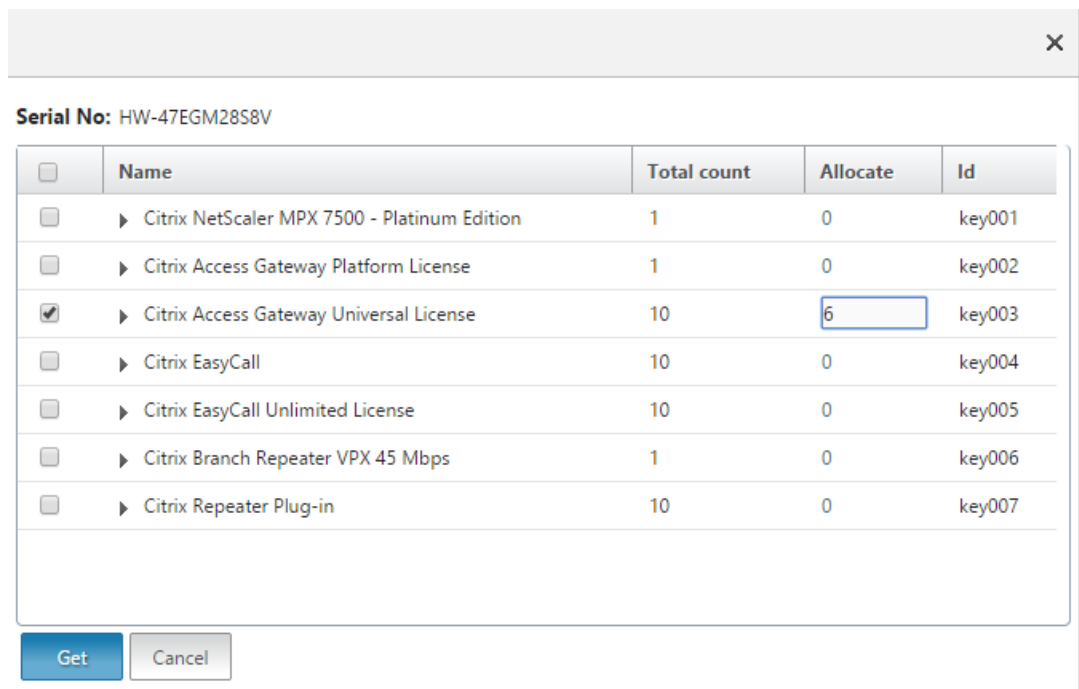 Serial No: HW-47EGM28S8V
Name Total count Allocate Id
Citrix NetScaler MPX 7500 - Platinum Edition 1 0 key001
Citrix Access Gateway Platform License 1 0 key002
Citrix Access Gateway Universal License 10 6 key003
Citrix EasyCall 10 0 key004
Citrix EasyCall Unlimited License 10 0 key005
Citrix Branch Repeater VPX 45 Mbps 1 0 key006
Citrix Repeater Plug-in 10 0 key007
Get Cancel